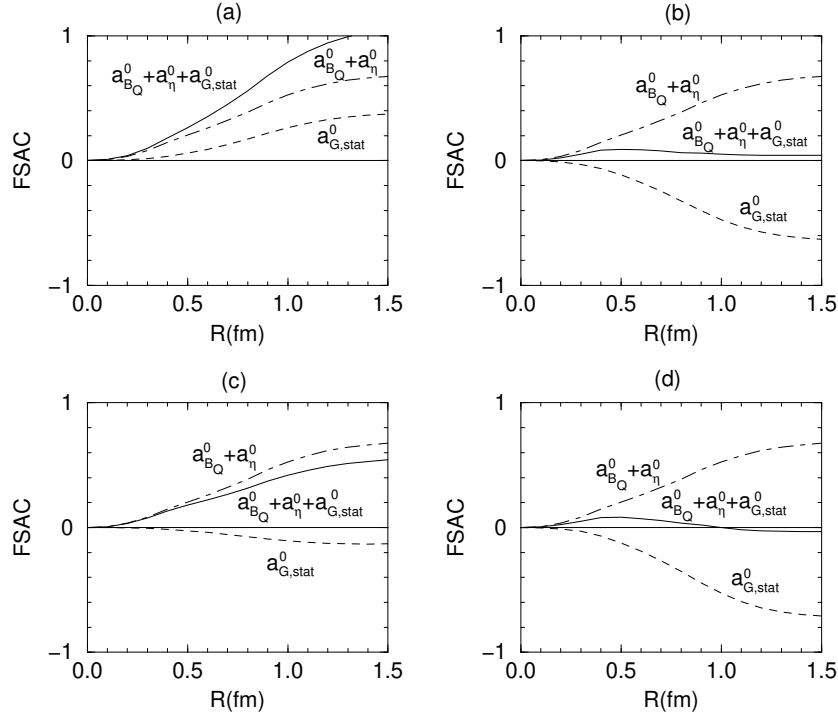 (a)
1
a⁰_{B_Q}+a⁰_η+a⁰_{G,stat}
a⁰_{B_Q}+a⁰_η
a⁰_{G,stat}
FSAC
0
−1
0.0 0.5 1.0 1.5
R(fm)
(b)
1
a⁰_{B_Q}+a⁰_η
a⁰_{B_Q}+a⁰_η+a⁰_{G,stat}
FSAC
0
a⁰_{G,stat}
−1
0.0 0.5 1.0 1.5
R(fm)
(c)
1
a⁰_{B_Q}+a⁰_η
a⁰_{B_Q}+a⁰_η+a⁰_{G,stat}
FSAC
0
a⁰_{G,stat}
−1
0.0 0.5 1.0 1.5
R(fm)
(d)
1
a⁰_{B_Q}+a⁰_η
a⁰_{B_Q}+a⁰_η+a⁰_{G,stat}
FSAC
0
a⁰_{G,stat}
−1
0.0 0.5 1.0 1.5
R(fm)